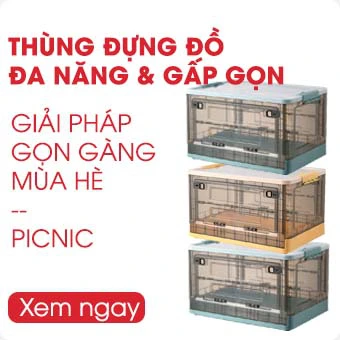 THÙNG ĐỰNG ĐỒ
ĐA NĂNG & GẤP GỌN
GIẢI PHÁP
GỌN GÀNG
MÙA HÈ
--
PICNIC
Xem ngay